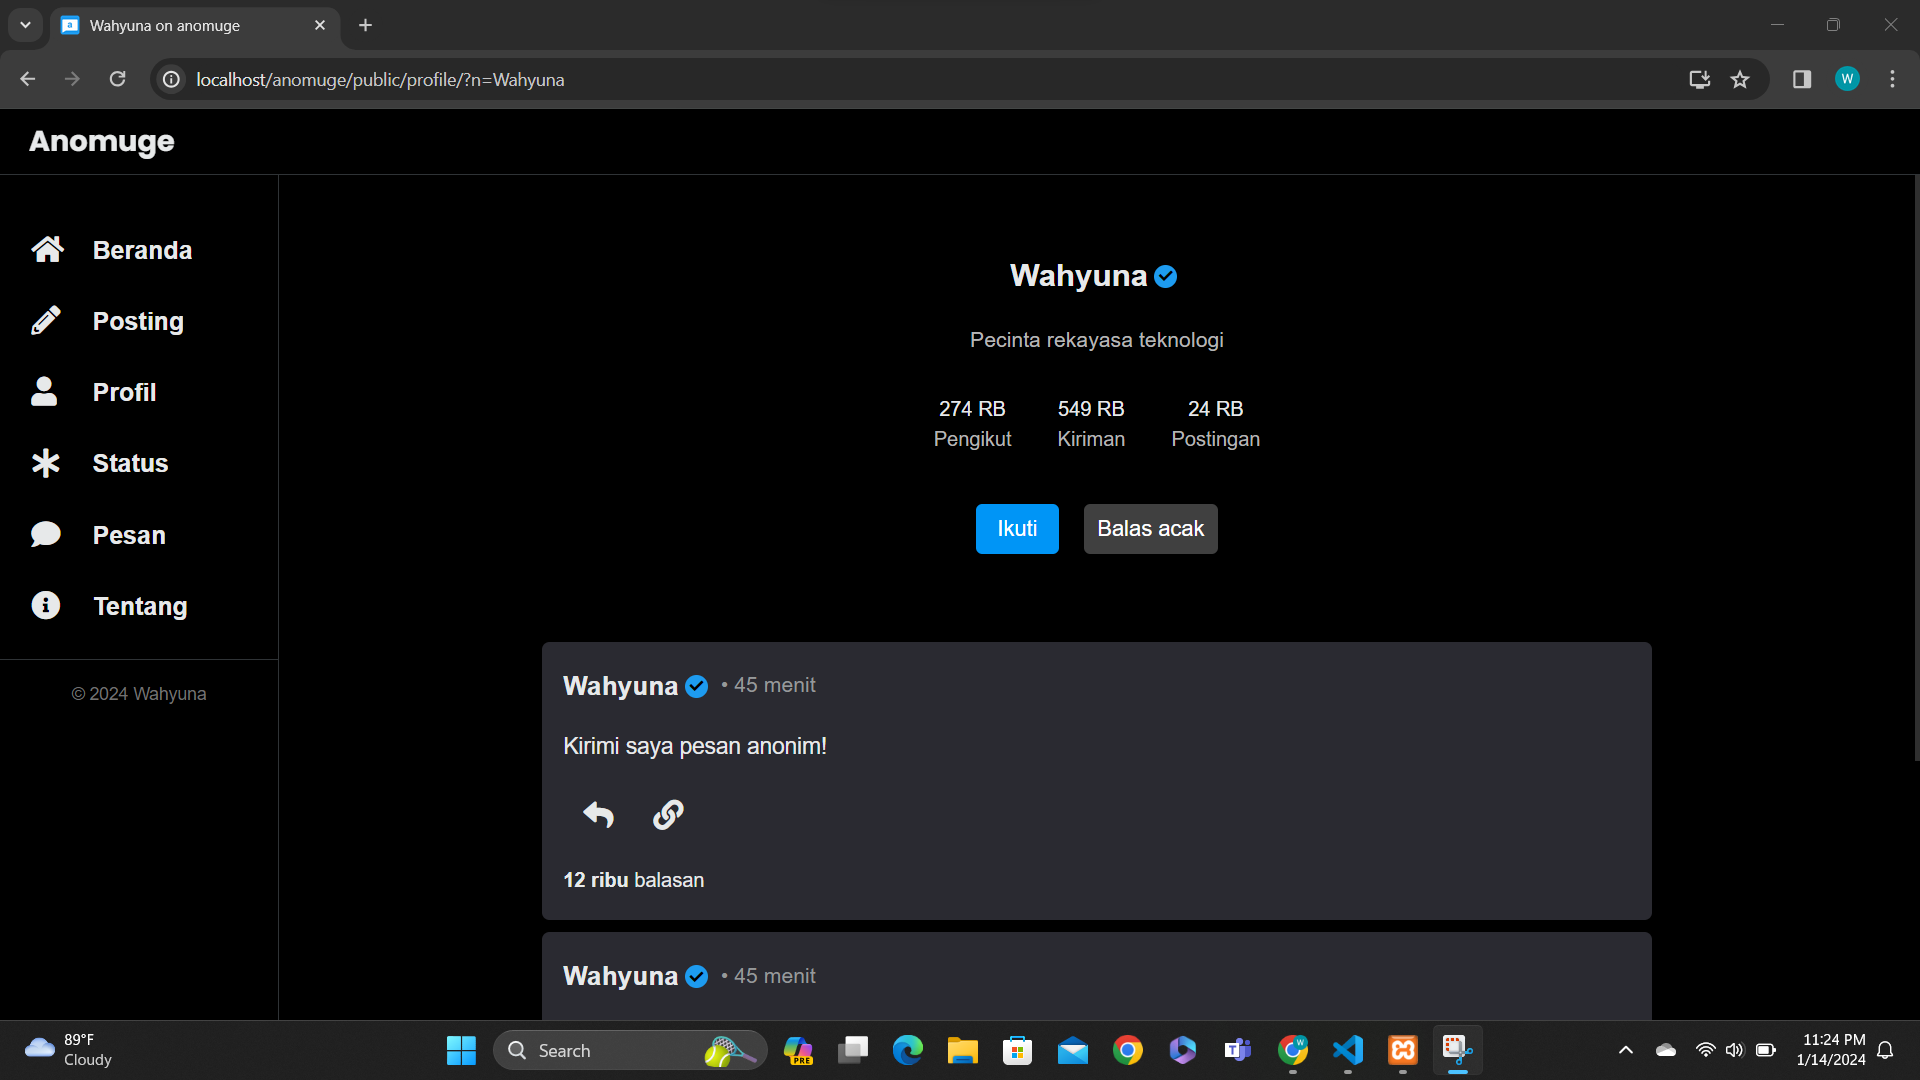 Wahyuna on anomuge
localhost/anomuge/public/profile/?n=Wahyuna
W
Anomuge
Beranda
Posting
Profil
Status
Pesan
Tentang
© 2024 Wahyuna
Wahyuna
Pecinta rekayasa teknologi
274 RB 549 RB 24 RB
Pengikut Kiriman Postingan
Ikuti Balas acak
Wahyuna • 45 menit
Kirimi saya pesan anonim!
12 ribu balasan
Wahyuna • 45 menit
89°F
Cloudy
Search
PRE
T
W
11:24 PM
1/14/2024